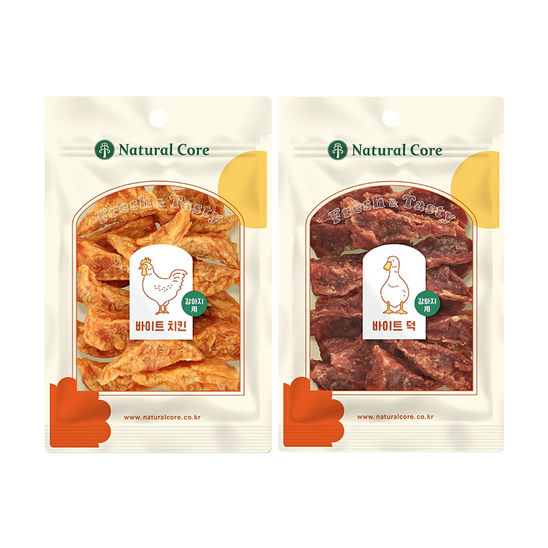 Natural Core
Fresh & Tasty
강아지
用
바이트 치킨
www.naturalcore.co.kr
Natural Core
Fresh & Tasty
강아지
用
바이트 덕
www.naturalcore.co.kr